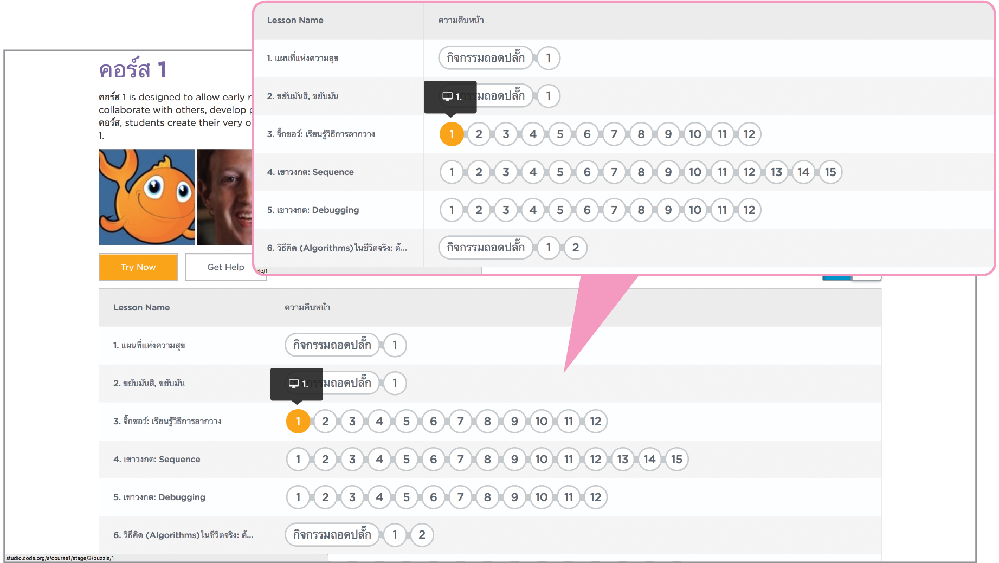 Lesson Name ความคืบหน้า
1. แผนที่แห่งความสุข กิจกรรมถอดปลั๊ก 1
2. ขยับมันสิ, ขยับมัน 1. รรมถอดปลั๊ก 1
3. จิ๊กซอว์: เรียนรู้วิธีการลากวาง 1 2 3 4 5 6 7 8 9 10 11 12
4. เขาวงกต: Sequence 1 2 3 4 5 6 7 8 9 10 11 12 13 14 15
5. เขาวงกต: Debugging 1 2 3 4 5 6 7 8 9 10 11 12
6. วิธีคิด (Algorithms)ในชีวิตจริง: ต้... กิจกรรมถอดปลั๊ก 1 2
zle/1
คอร์ส 1
คอร์ส 1 is designed to allow early r
collaborate with others, develop p
คอร์ส, students create their very o
1.
Try Now Get Help
Lesson Name ความคืบหน้า
1. แผนที่แห่งความสุข กิจกรรมถอดปลั๊ก 1
2. ขยับมันสิ, ขยับมัน 1. รรมถอดปลั๊ก 1
3. จิ๊กซอว์: เรียนรู้วิธีการลากวาง 1 2 3 4 5 6 7 8 9 10 11 12
4. เขาวงกต: Sequence 1 2 3 4 5 6 7 8 9 10 11 12 13 14 15
5. เขาวงกต: Debugging 1 2 3 4 5 6 7 8 9 10 11 12
6. วิธีคิด (Algorithms)ในชีวิตจริง: ต้... กิจกรรมถอดปลั๊ก 1 2
studio.code.org/s/course1/stage/3/puzzle/1